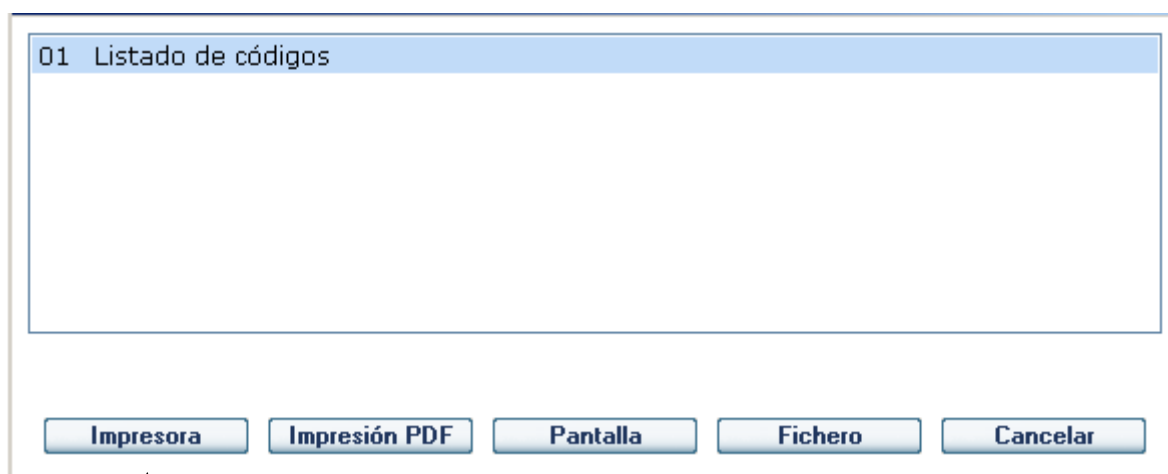 01 Listado de códigos
Impresora Impresión PDF Pantalla Fichero Cancelar